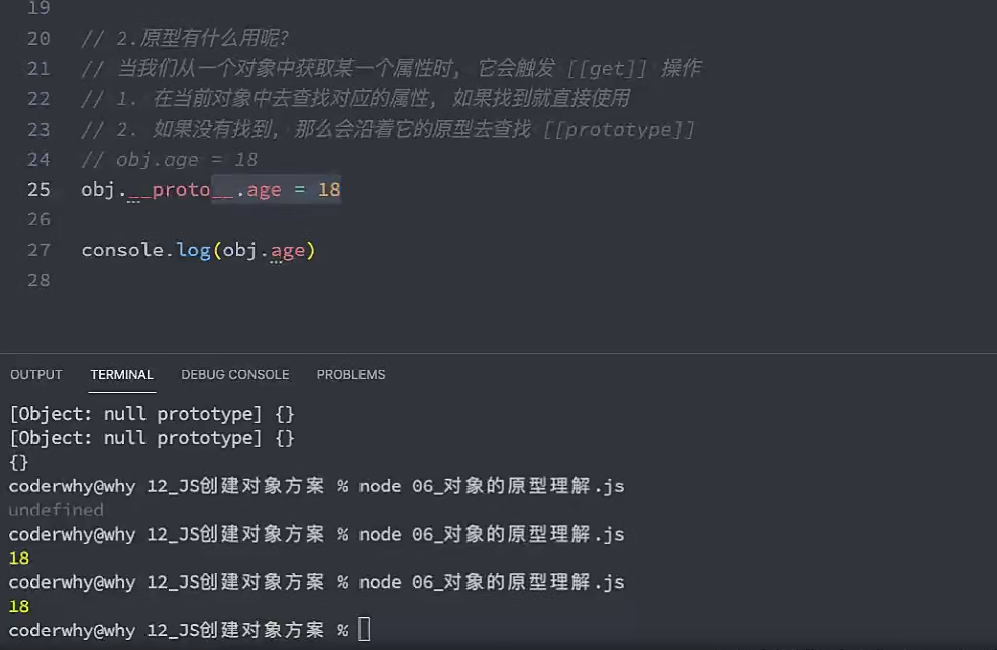 19
20 // 2.原型有什么用呢?
21 // 当我们从一个对象中获取某一个属性时, 它会触发 [[get]] 操作
22 // 1. 在当前对象中去查找对应的属性, 如果找到就直接使用
23 // 2. 如果没有找到, 那么会沿着它的原型去查找 [[prototype]]
24 // obj.age = 18
25 obj.__proto__.age = 18
26
27 console.log(obj.age)
28
OUTPUT TERMINAL DEBUG CONSOLE PROBLEMS
[Object: null prototype] {}
[Object: null prototype] {}
{}
coderwhy@why 12_JS创建对象方案 % node 06_对象的原型理解.js
undefined
coderwhy@why 12_JS创建对象方案 % node 06_对象的原型理解.js
18
coderwhy@why 12_JS创建对象方案 % node 06_对象的原型理解.js
18
coderwhy@why 12_JS创建对象方案 %